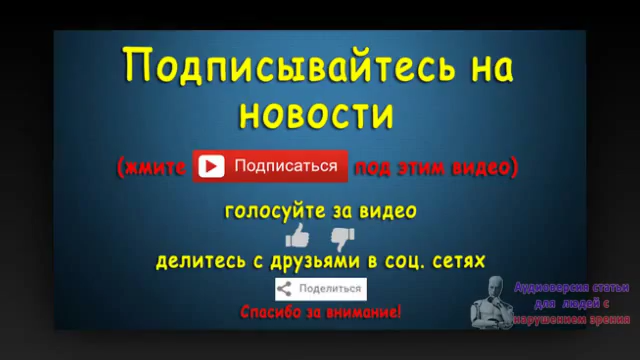 Подписывайтесь на
новости
(жмите Подписаться под этим видео)
голосуйте за видео
делитесь с друзьями в соц. сетях
Поделиться
Спасибо за внимание!
Аудиоверсия статьи
для людей с
нарушением зрения